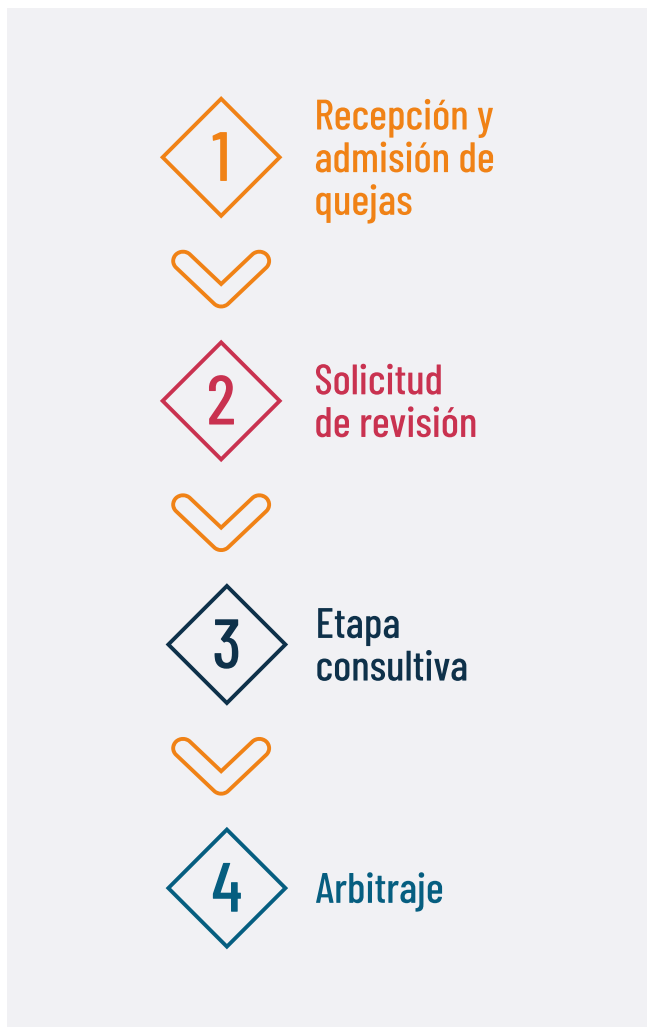 1
Recepción y
admisión de
quejas
2
Solicitud
de revisión
3
Etapa
consultiva
4
Arbitraje